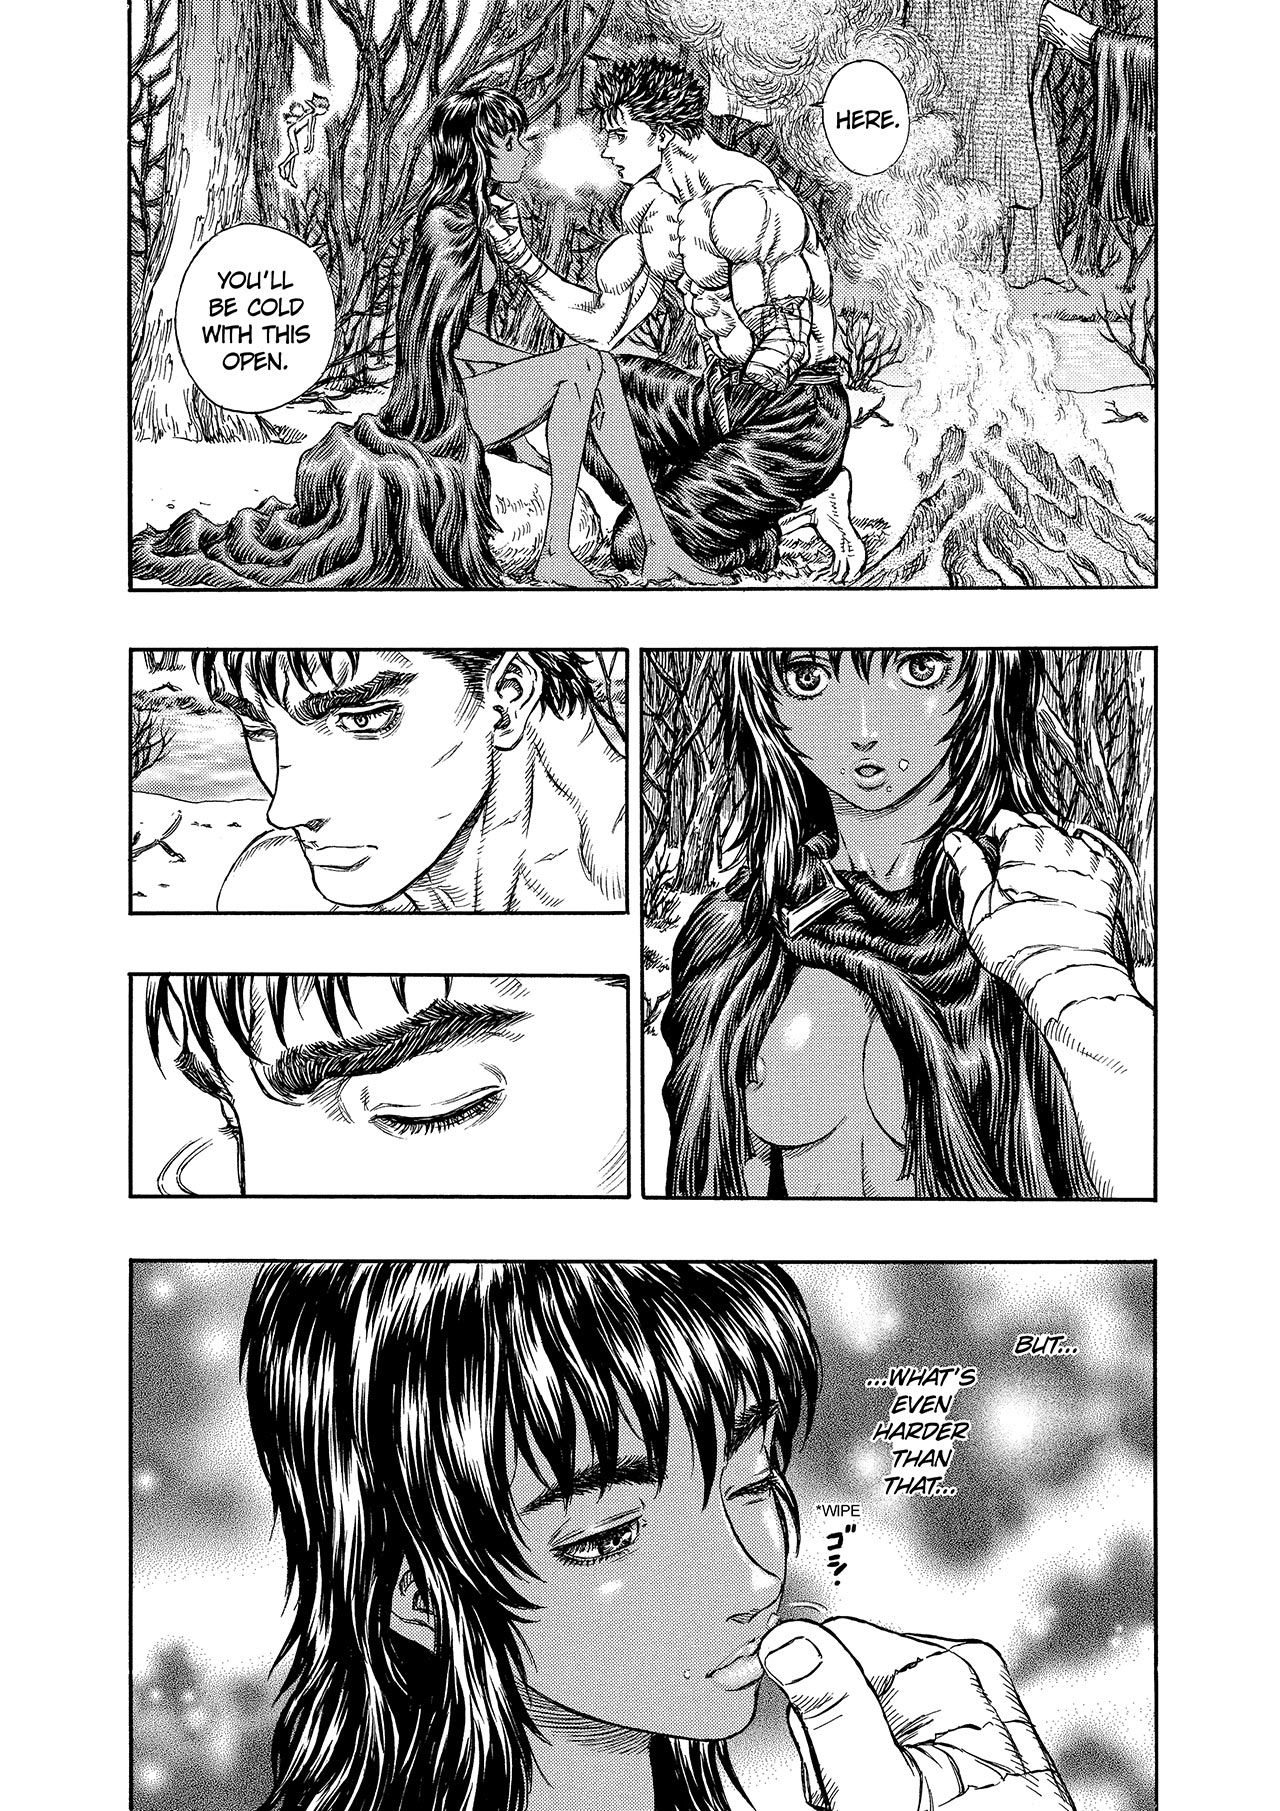 HERE.
YOU'LL
BE COLD
WITH THIS
OPEN.
BUT...
...WHAT'S
EVEN
HARDER
THAN
THAT...
*WIPE
ゴシ